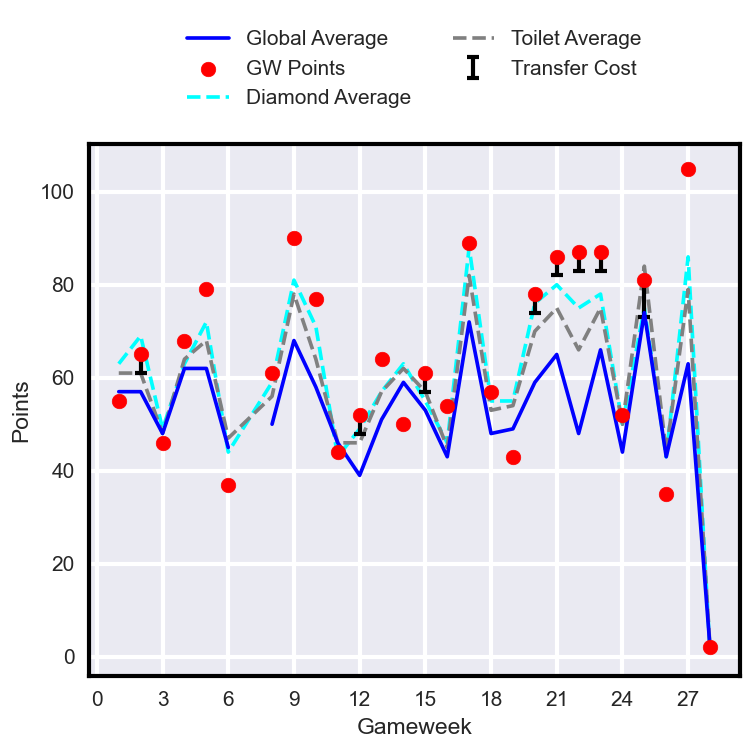 Global Average
GW Points
Diamond Average
Toilet Average
Transfer Cost
Points
100
80
60
40
20
0
0 3 6 9 12 15 18 21 24 27
Gameweek